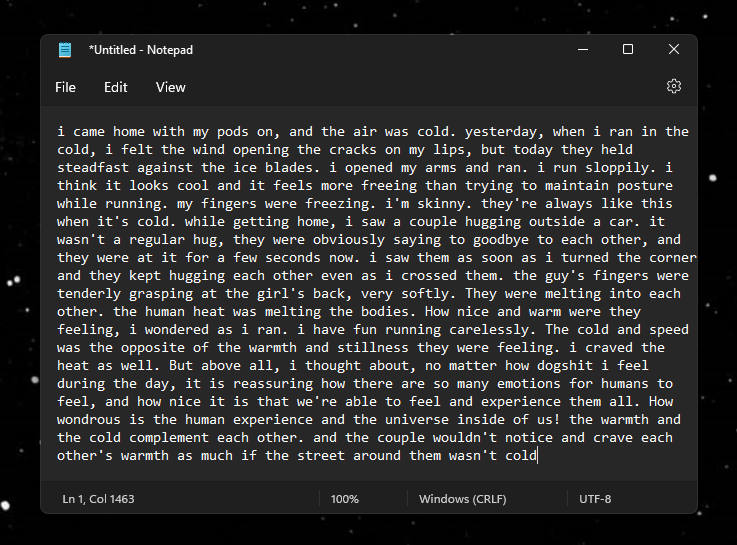 *Untitled - Notepad
File Edit View
i came home with my pods on, and the air was cold. yesterday, when i ran in the
cold, i felt the wind opening the cracks on my lips, but today they held
steadfast against the ice blades. i opened my arms and ran. i run sloppily. i
think it looks cool and it feels more freeing than trying to maintain posture
while running. my fingers were freezing. i'm skinny. they're always like this
when it's cold. while getting home, i saw a couple hugging outside a car. it
wasn't a regular hug, they were obviously saying to goodbye to each other, and
they were at it for a few seconds now. i saw them as soon as i turned the corner
and they kept hugging each other even as i crossed them. the guy's fingers were
tenderly grasping at the girl's back, very softly. They were melting into each
other. the human heat was melting the bodies. How nice and warm were they
feeling, i wondered as i ran. i have fun running carelessly. The cold and speed
was the opposite of the warmth and stillness they were feeling. i craved the
heat as well. But above all, i thought about, no matter how dogshit i feel
during the day, it is reassuring how there are so many emotions for humans to
feel, and how nice it is that we're able to feel and experience them all. How
wondrous is the human experience and the universe inside of us! the warmth and
the cold complement each other. and the couple wouldn't notice and crave each
other's warmth as much if the street around them wasn't cold
Ln 1, Col 1463 100% Windows (CRLF) UTF-8